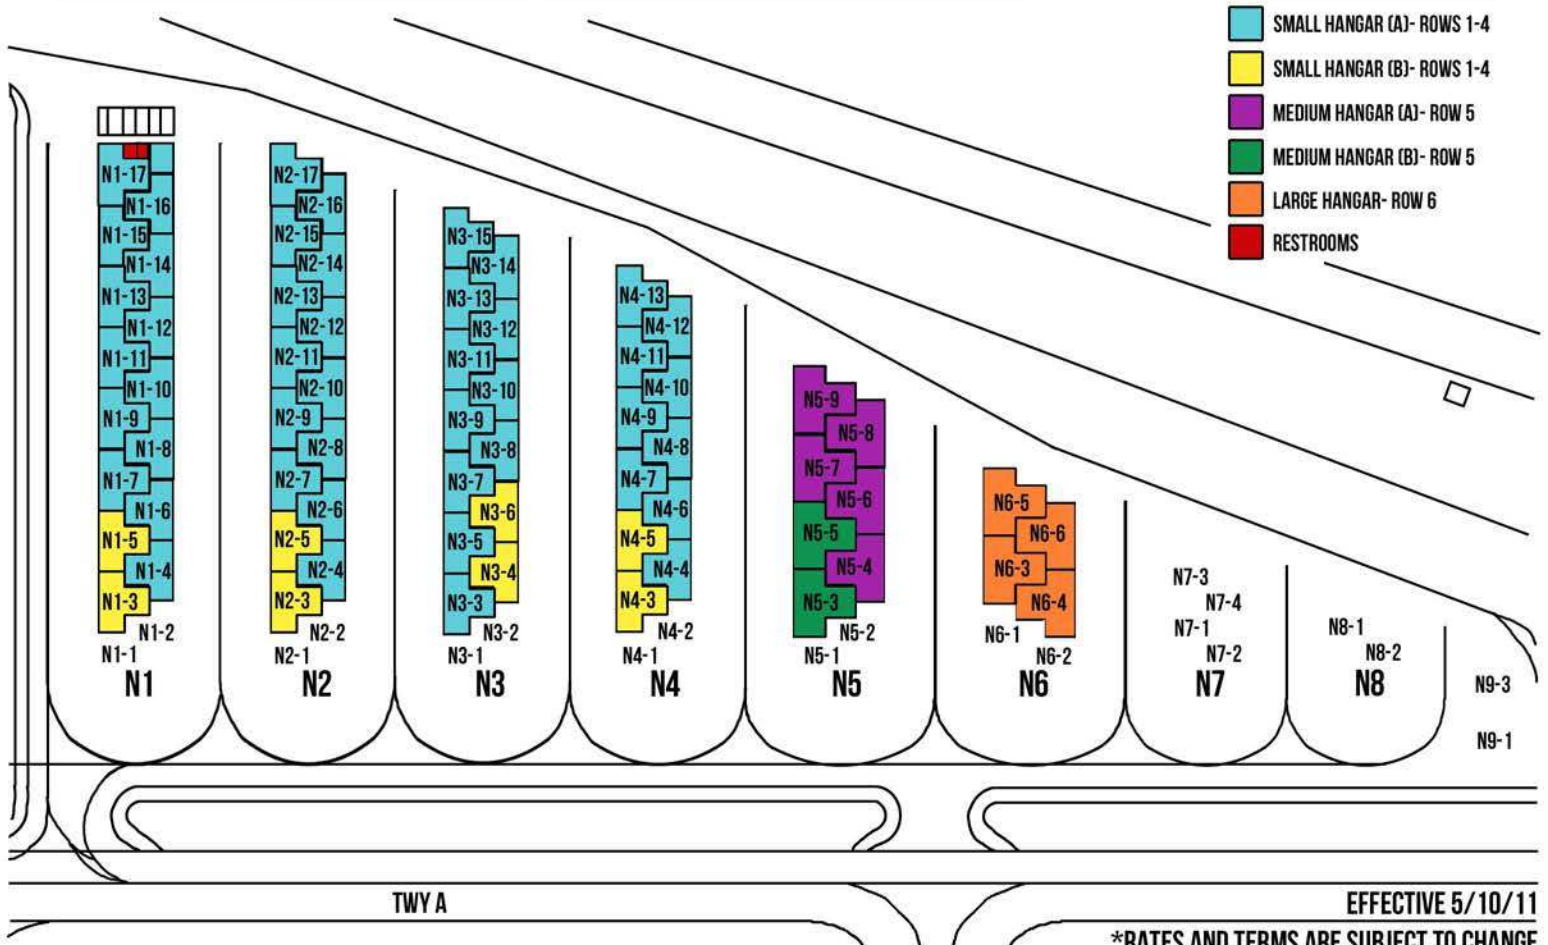 SMALL HANGAR (A)- ROWS 1-4
SMALL HANGAR (B)- ROWS 1-4
MEDIUM HANGAR (A)- ROW 5
MEDIUM HANGAR (B)- ROW 5
LARGE HANGAR- ROW 6
RESTROOMS
N1-17
N1-16
N1-15
N1-14
N1-13
N1-12
N1-11
N1-10
N1-9
N1-8
N1-7
N1-6
N1-5
N1-4
N1-3
N1-2
N1-1
N1
N2-17
N2-16
N2-15
N2-14
N2-13
N2-12
N2-11
N2-10
N2-9
N2-8
N2-7
N2-6
N2-5
N2-4
N2-3
N2-2
N2-1
N2
N3-15
N3-14
N3-13
N3-12
N3-11
N3-10
N3-9
N3-8
N3-7
N3-6
N3-5
N3-4
N3-3
N3-2
N3-1
N3
N4-13
N4-12
N4-11
N4-10
N4-9
N4-8
N4-7
N4-6
N4-5
N4-4
N4-3
N4-2
N4-1
N4
N5-9
N5-8
N5-7
N5-6
N5-5
N5-4
N5-3
N5-2
N5-1
N5
N6-5
N6-6
N6-3
N6-4
N6-1
N6-2
N6
N7-3
N7-4
N7-1
N7-2
N7
N8-1
N8-2
N8
N9-3
N9-1
TWY A
EFFECTIVE 5/10/11
*RATES AND TERMS ARE SUBJECT TO CHANGE